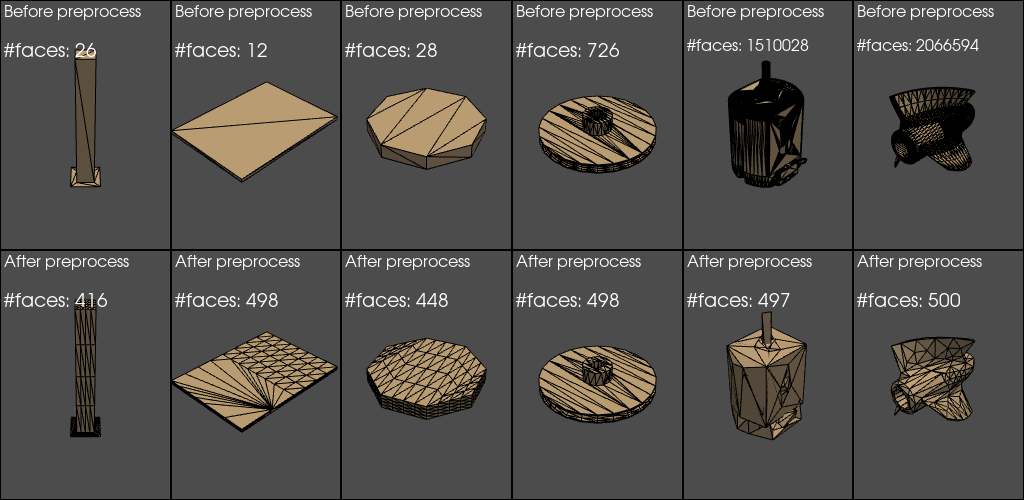 Before preprocess
#faces: 26
Before preprocess
#faces: 12
Before preprocess
#faces: 28
Before preprocess
#faces: 726
Before preprocess
#faces: 1510028
Before preprocess
#faces: 2066594
After preprocess
#faces: 416
After preprocess
#faces: 498
After preprocess
#faces: 448
After preprocess
#faces: 498
After preprocess
#faces: 497
After preprocess
#faces: 500